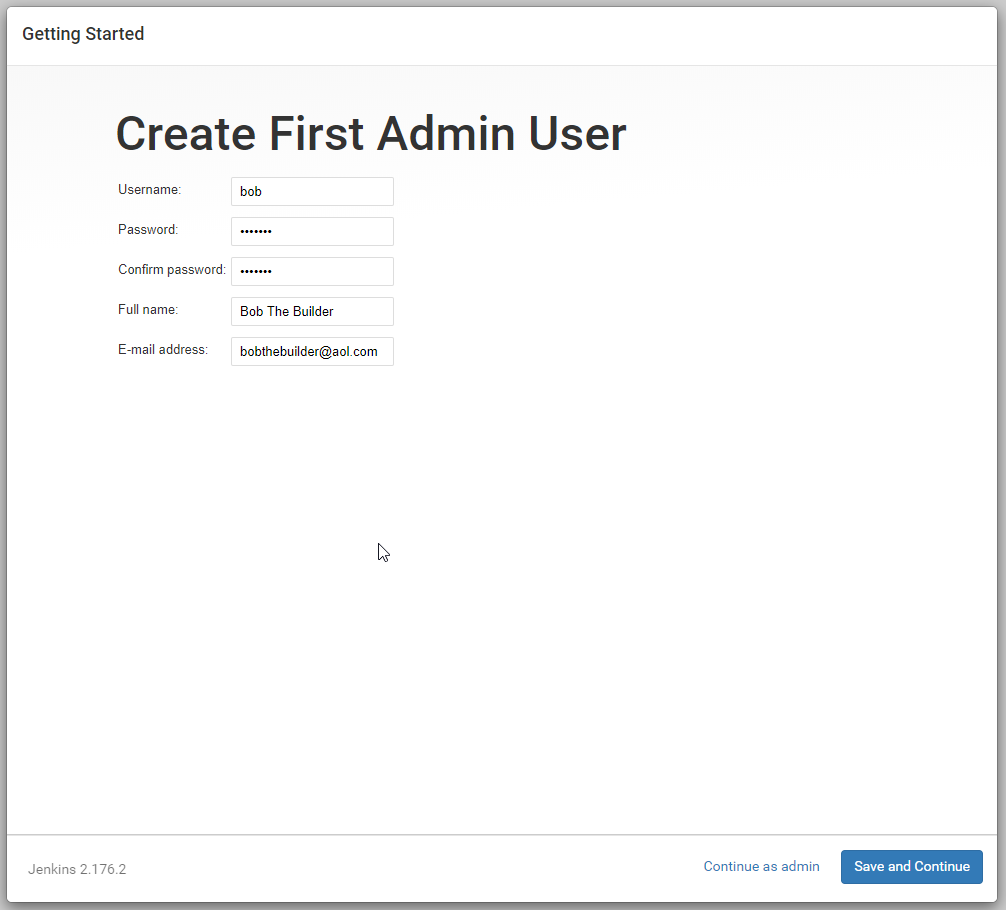 Getting Started
Create First Admin User
Username: bob
Password: •••••••
Confirm password: •••••••
Full name: Bob The Builder
E-mail address: bobthebuilder@aol.com
Jenkins 2.176.2 Continue as admin Save and Continue